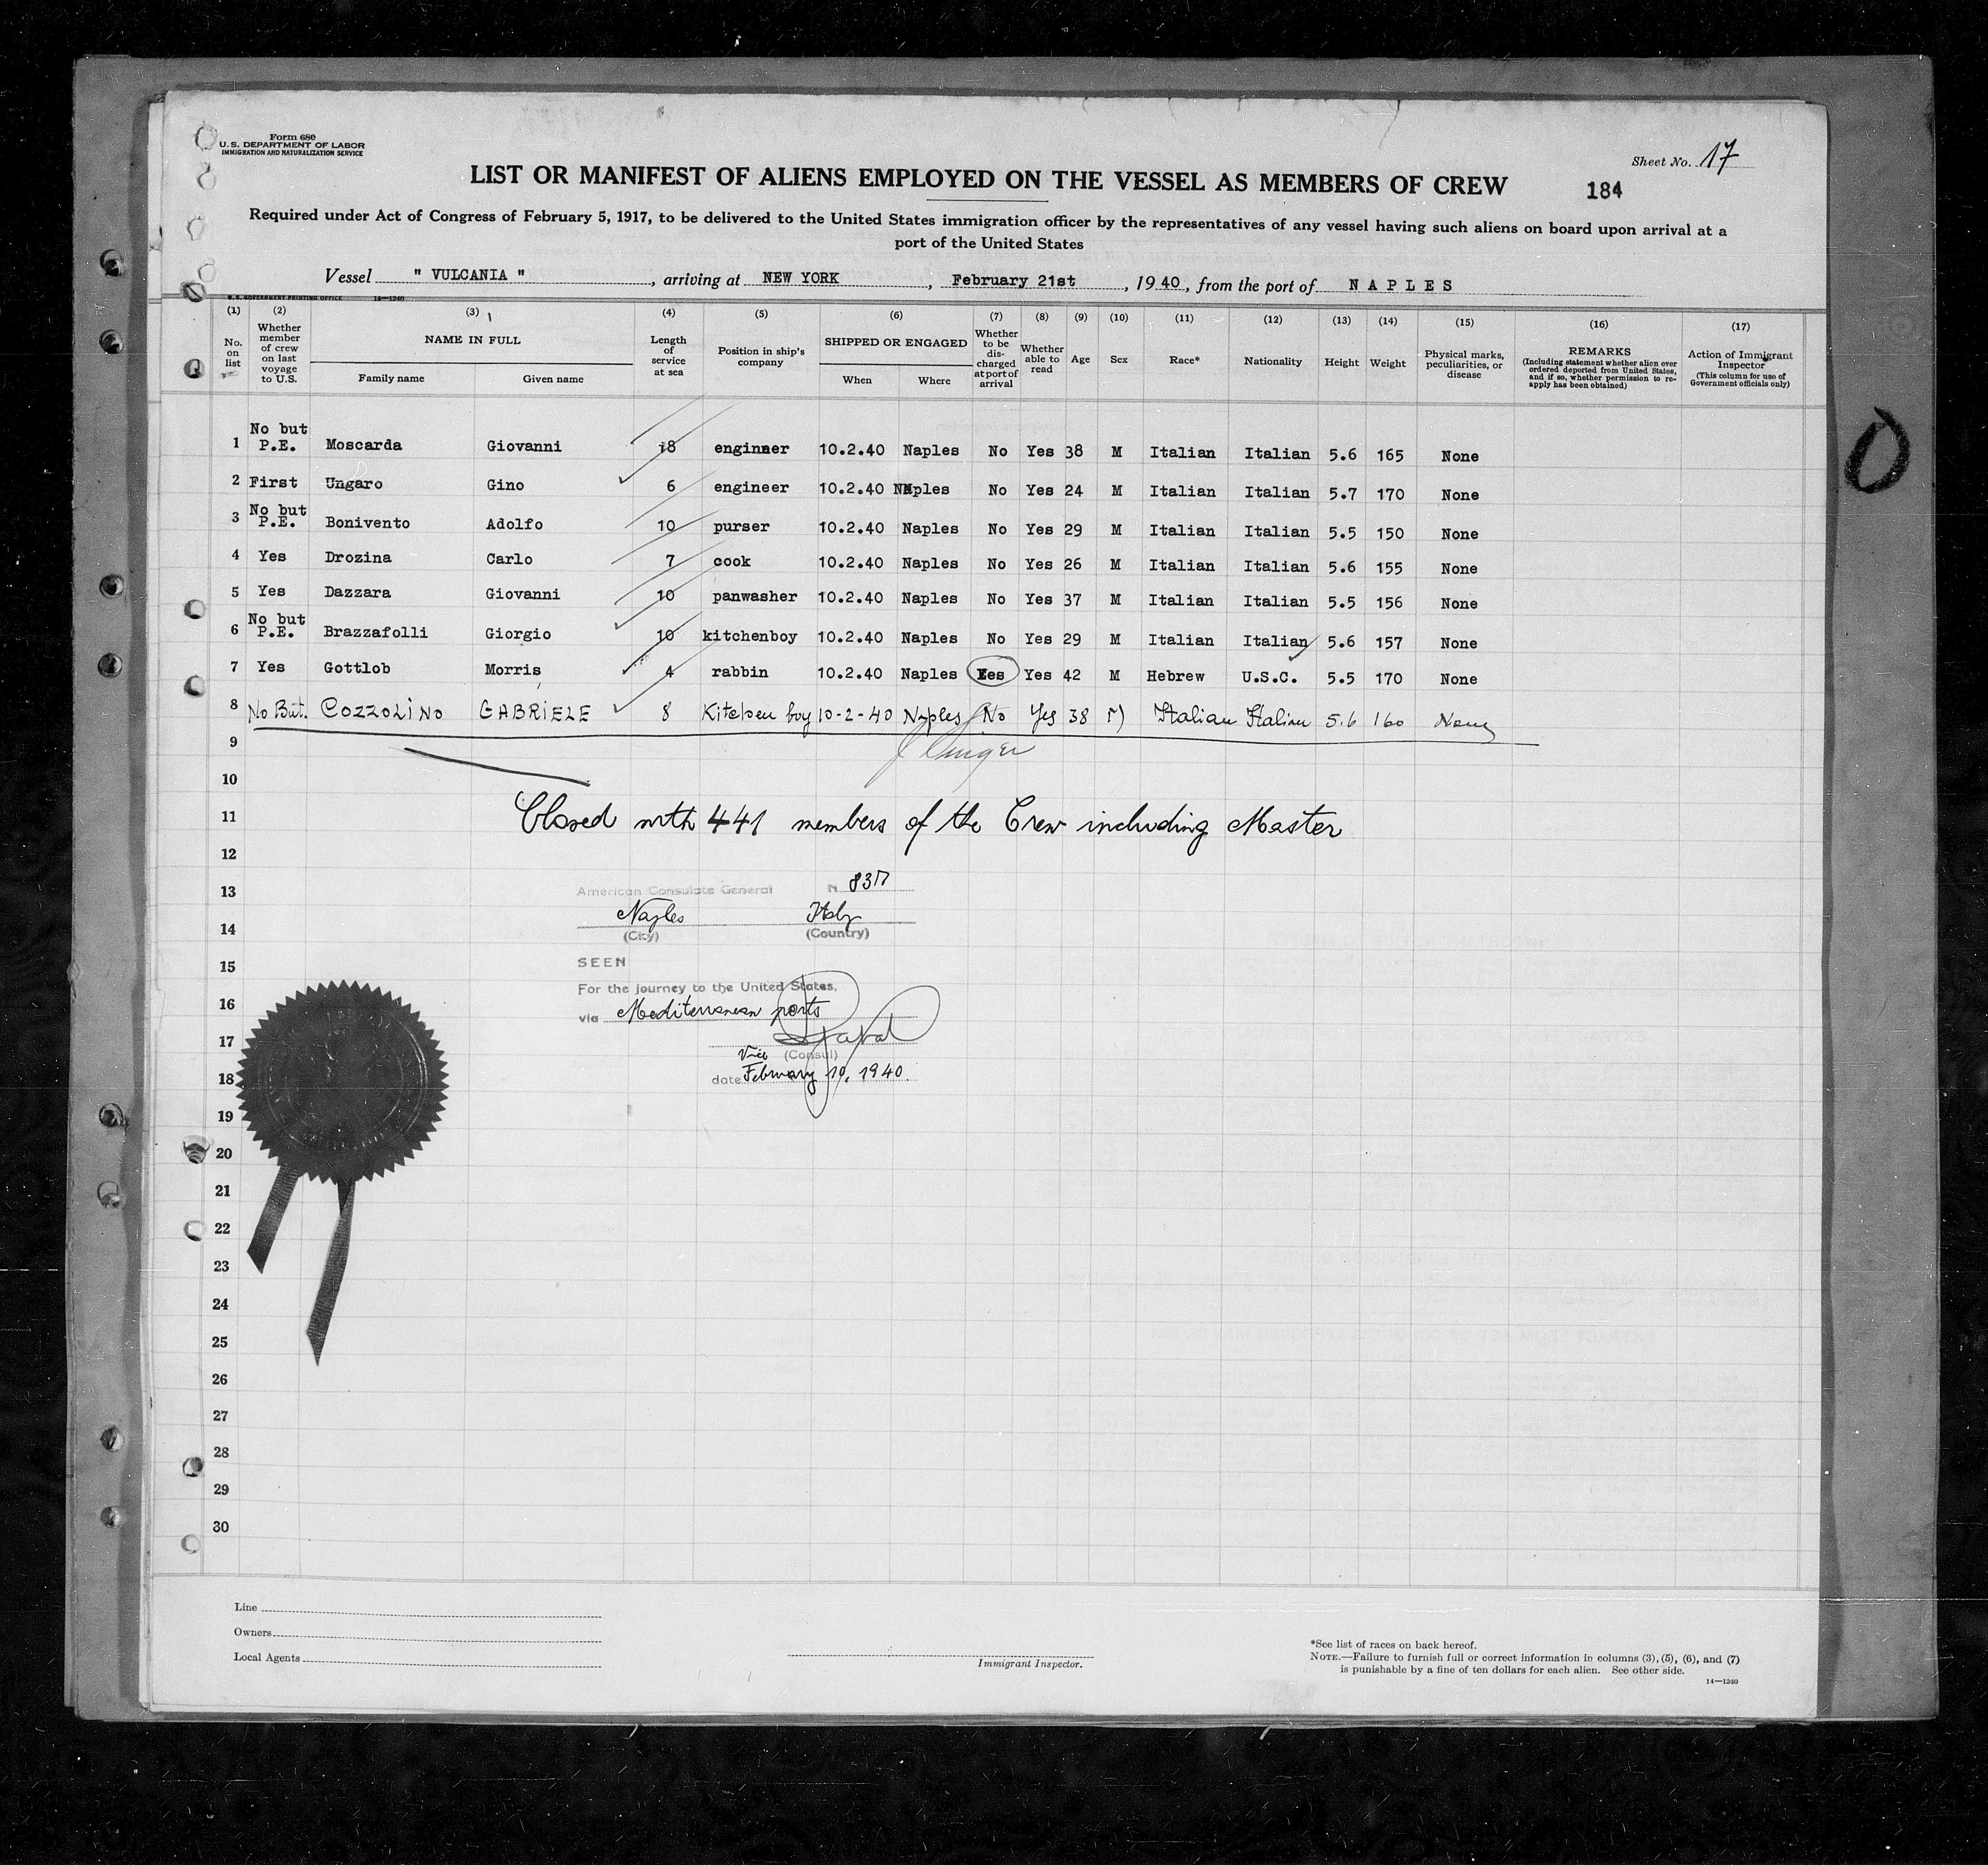 Form 680
U.S. DEPARTMENT OF LABOR
IMMIGRATION AND NATURALIZATION SERVICE
Sheet No. 17
LIST OR MANIFEST OF ALIENS EMPLOYED ON THE VESSEL AS MEMBERS OF CREW
184
Required under Act of Congress of February 5, 1917, to be delivered to the United States immigration officer by the representatives of any vessel having such aliens on board upon arrival at a
port of the United States
Vessel " VULCANIA ", arriving at NEW YORK, February 21st, 1940, from the port of NAPLES
U.S. GOVERNMENT PRINTING OFFICE 14—1240
(1) No. on list
(2) Whether member of crew on last voyage to U.S.
(3) NAME IN FULL
Family name Given name
(4) Length of service at sea
(5) Position in ship's company
(6) SHIPPED OR ENGAGED
When Where
(7) Whether to be discharged at port of arrival
(8) Whether able to read
(9) Age
(10) Sex
(11) Race*
(12) Nationality
(13) Height
(14) Weight
(15) Physical marks, peculiarities, or disease
(16) REMARKS (Including statement whether alien ever ordered deported from United States, and if so, whether permission to re-apply has been obtained)
(17) Action of Immigrant Inspector (This column for use of Government officials only)
1 No but P.E. Moscarda Giovanni 18 enginner 10.2.40 Naples No Yes 38 M Italian Italian 5.6 165 None
2 First Ungaro Gino 6 engineer 10.2.40 Naples No Yes 24 M Italian Italian 5.7 170 None
3 No but P.E. Bonivento Adolfo 10 purser 10.2.40 Naples No Yes 29 M Italian Italian 5.5 150 None
4 Yes Drozina Carlo 7 cook 10.2.40 Naples No Yes 26 M Italian Italian 5.6 155 None
5 Yes Dazzara Giovanni 10 panwasher 10.2.40 Naples No Yes 37 M Italian Italian 5.5 156 None
6 No but P.E. Brazzafolli Giorgio 10 kitchenboy 10.2.40 Naples No Yes 29 M Italian Italian 5.6 157 None
7 Yes Gottlob Morris 4 rabbin 10.2.40 Naples Yes Yes 42 M Hebrew U.S.C. 5.5 170 None
8 No But. COZZOLINO GABRIELE 8 Kitchen boy 10-2-40 Naples No Yes 38 M Italian Italian 5.6 160 None
9
10
11 Closed with 441 members of the Crew including Master
12
13 American Consulate General N 837
Naples Italy
14 (City) (Country)
15 SEEN
For the journey to the United States,
16 via Mediterranean ports
17
Vice (Consul)
18 date February 10, 1940.
19
20
21
22
23
24
25
26
27
28
29
30
Line
Owners
Local Agents
Immigrant Inspector.
*See list of races on back hereof.
NOTE.—Failure to furnish full or correct information in columns (3), (5), (6), and (7)
is punishable by a fine of ten dollars for each alien. See other side.
14—1240